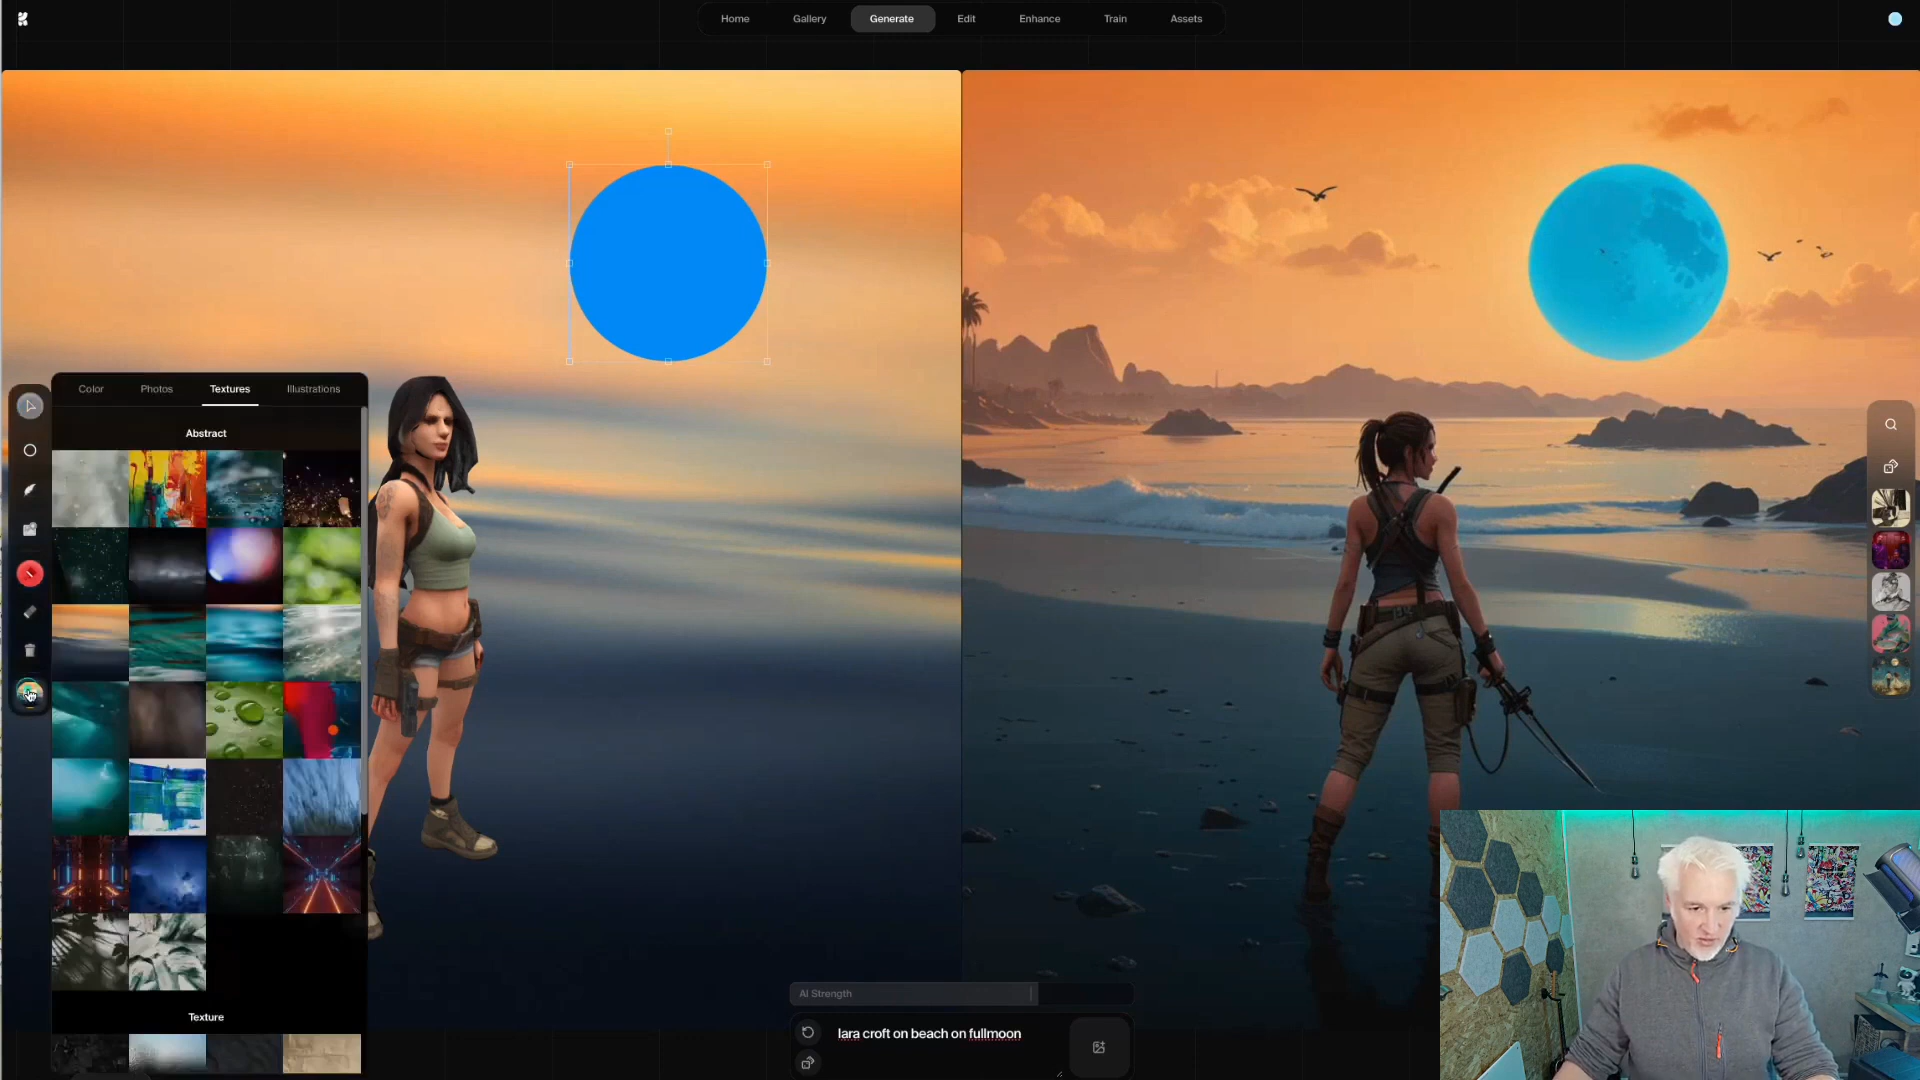 Home Gallery Generate Edit Enhance Train Assets
Color Photos Textures Illustrations
Abstract
Texture
AI Strength
lara croft on beach on fullmoon